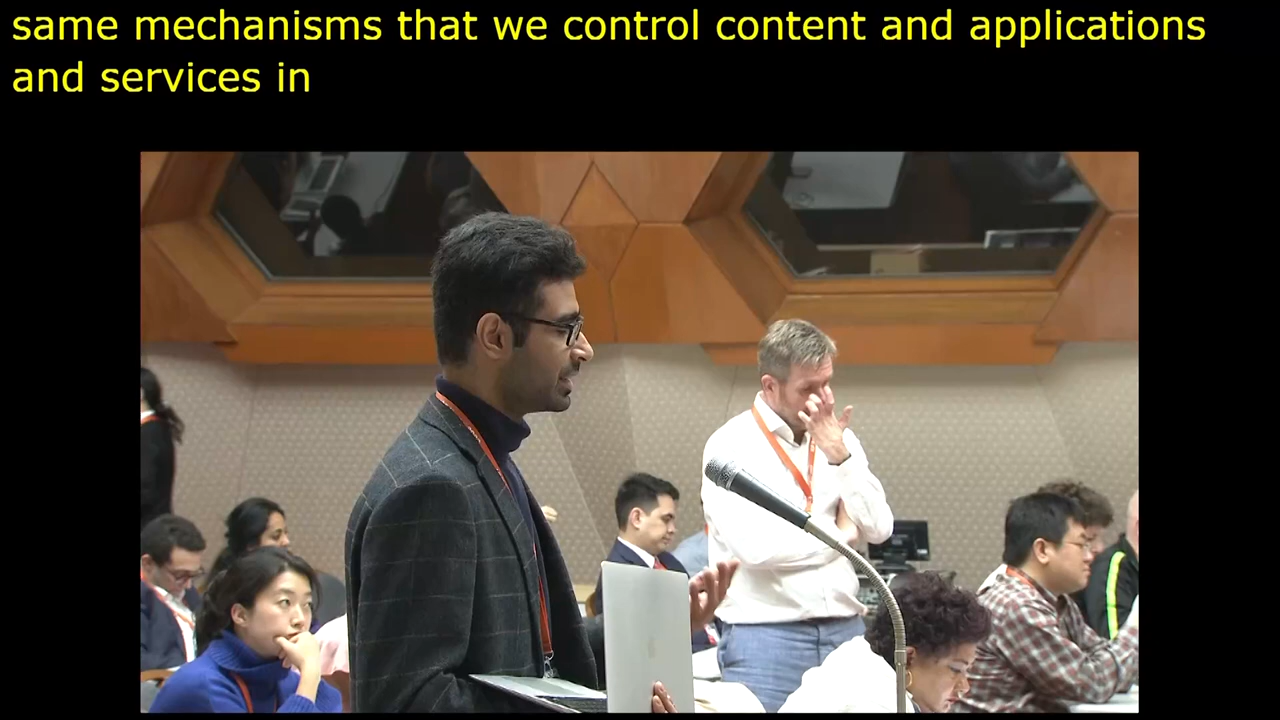 same mechanisms that we control content and applications
and services in